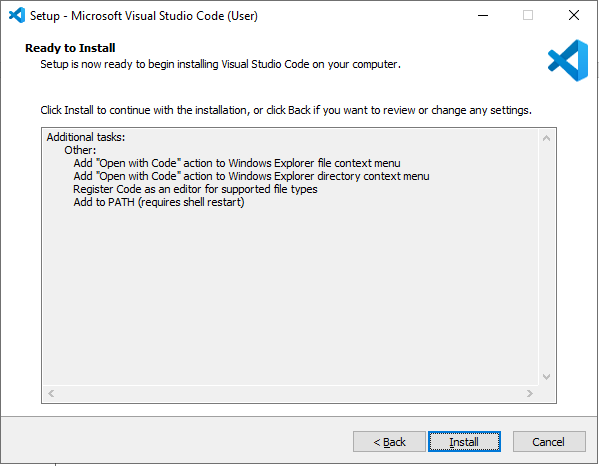 Setup - Microsoft Visual Studio Code (User)
Ready to Install
Setup is now ready to begin installing Visual Studio Code on your computer.
Click Install to continue with the installation, or click Back if you want to review or change any settings.
Additional tasks:
Other:
Add "Open with Code" action to Windows Explorer file context menu
Add "Open with Code" action to Windows Explorer directory context menu
Register Code as an editor for supported file types
Add to PATH (requires shell restart)
< Back Install Cancel